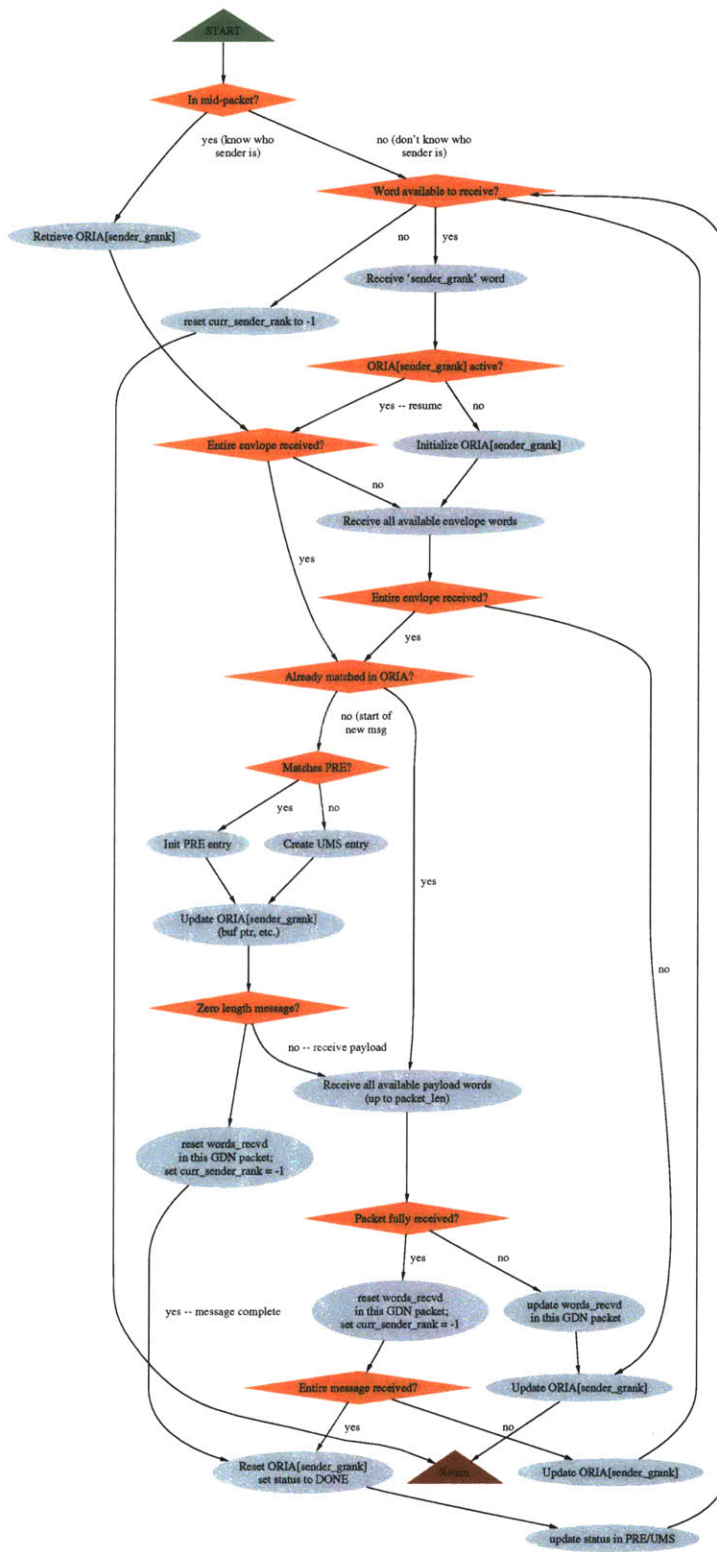 START
In mid-packet?
yes (know who
sender is)
no (don't know who
sender is)
Word available to receive?
Retrieve ORIA[sender_grank]
no
yes
Receive 'sender_grank' word
reset curr_sender_rank to -1
ORIA[sender_grank] active?
yes -- resume
no
Entire envlope received?
Initialize ORIA[sender_grank]
no
Receive all available envelope words
yes
Entire envlope received?
yes
Already matched in ORIA?
no (start of
new msg
Matches PRE?
yes
no
Init PRE entry
Create UMS entry
yes
Update ORIA[sender_grank]
(buf ptr, etc.)
no
Zero length message?
no -- receive payload
Receive all available payload words
(up to packet_len)
reset words_recvd
in this GDN packet;
set curr_sender_rank = -1
Packet fully received?
yes
no
reset words_recvd
in this GDN packet;
set curr_sender_rank = -1
update words_recvd
in this GDN packet
yes -- message complete
Entire message received?
Update ORIA[sender_grank]
yes
no
Reset ORIA[sender_grank]
set status to DONE
Return
Update ORIA[sender_grank]
update status in PRE/UMS